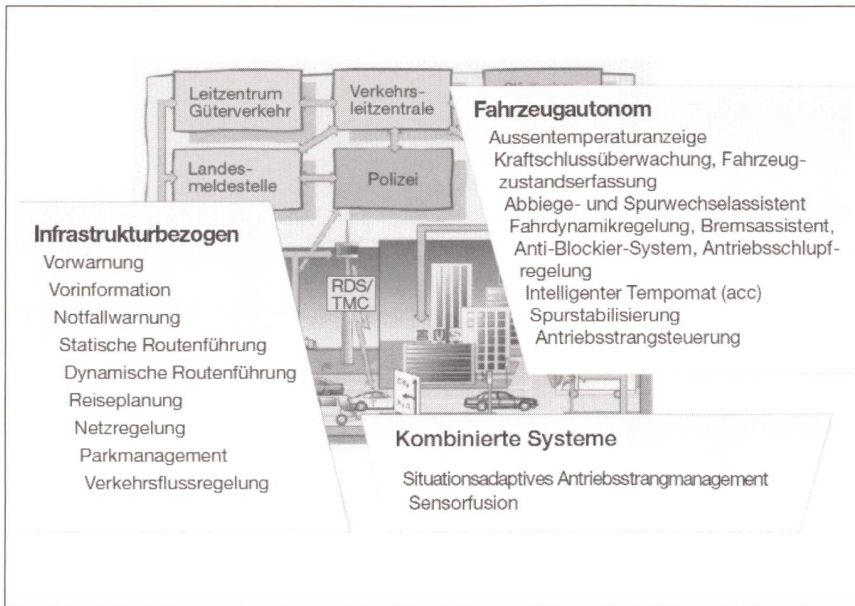 Leitzentrum
Güterverkehr
Verkehrs-
leitzentrale
Landes-
meldestelle
Polizei
RDS/
TMC
Fahrzeugautonom
Aussentemperaturanzeige
Kraftschlussüberwachung, Fahrzeug-
zustandserfassung
Abbiege- und Spurwechselassistent
Fahrdynamikregelung, Bremsassistent,
Anti-Blockier-System, Antriebsschlupf-
regelung
Intelligenter Tempomat (acc)
Spurstabilisierung
Antriebsstrangsteuerung
Infrastrukturbezogen
Vorwarnung
Vorinformation
Notfallwarnung
Statische Routenführung
Dynamische Routenführung
Reiseplanung
Netzregelung
Parkmanagement
Verkehrsflussregelung
Kombinierte Systeme
Situationsadaptives Antriebsstrangmanagement
Sensorfusion